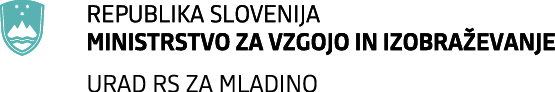 REPUBLIKA SLOVENIJA
MINISTRSTVO ZA VZGOJO IN IZOBRAŽEVANJE
URAD RS ZA MLADINO